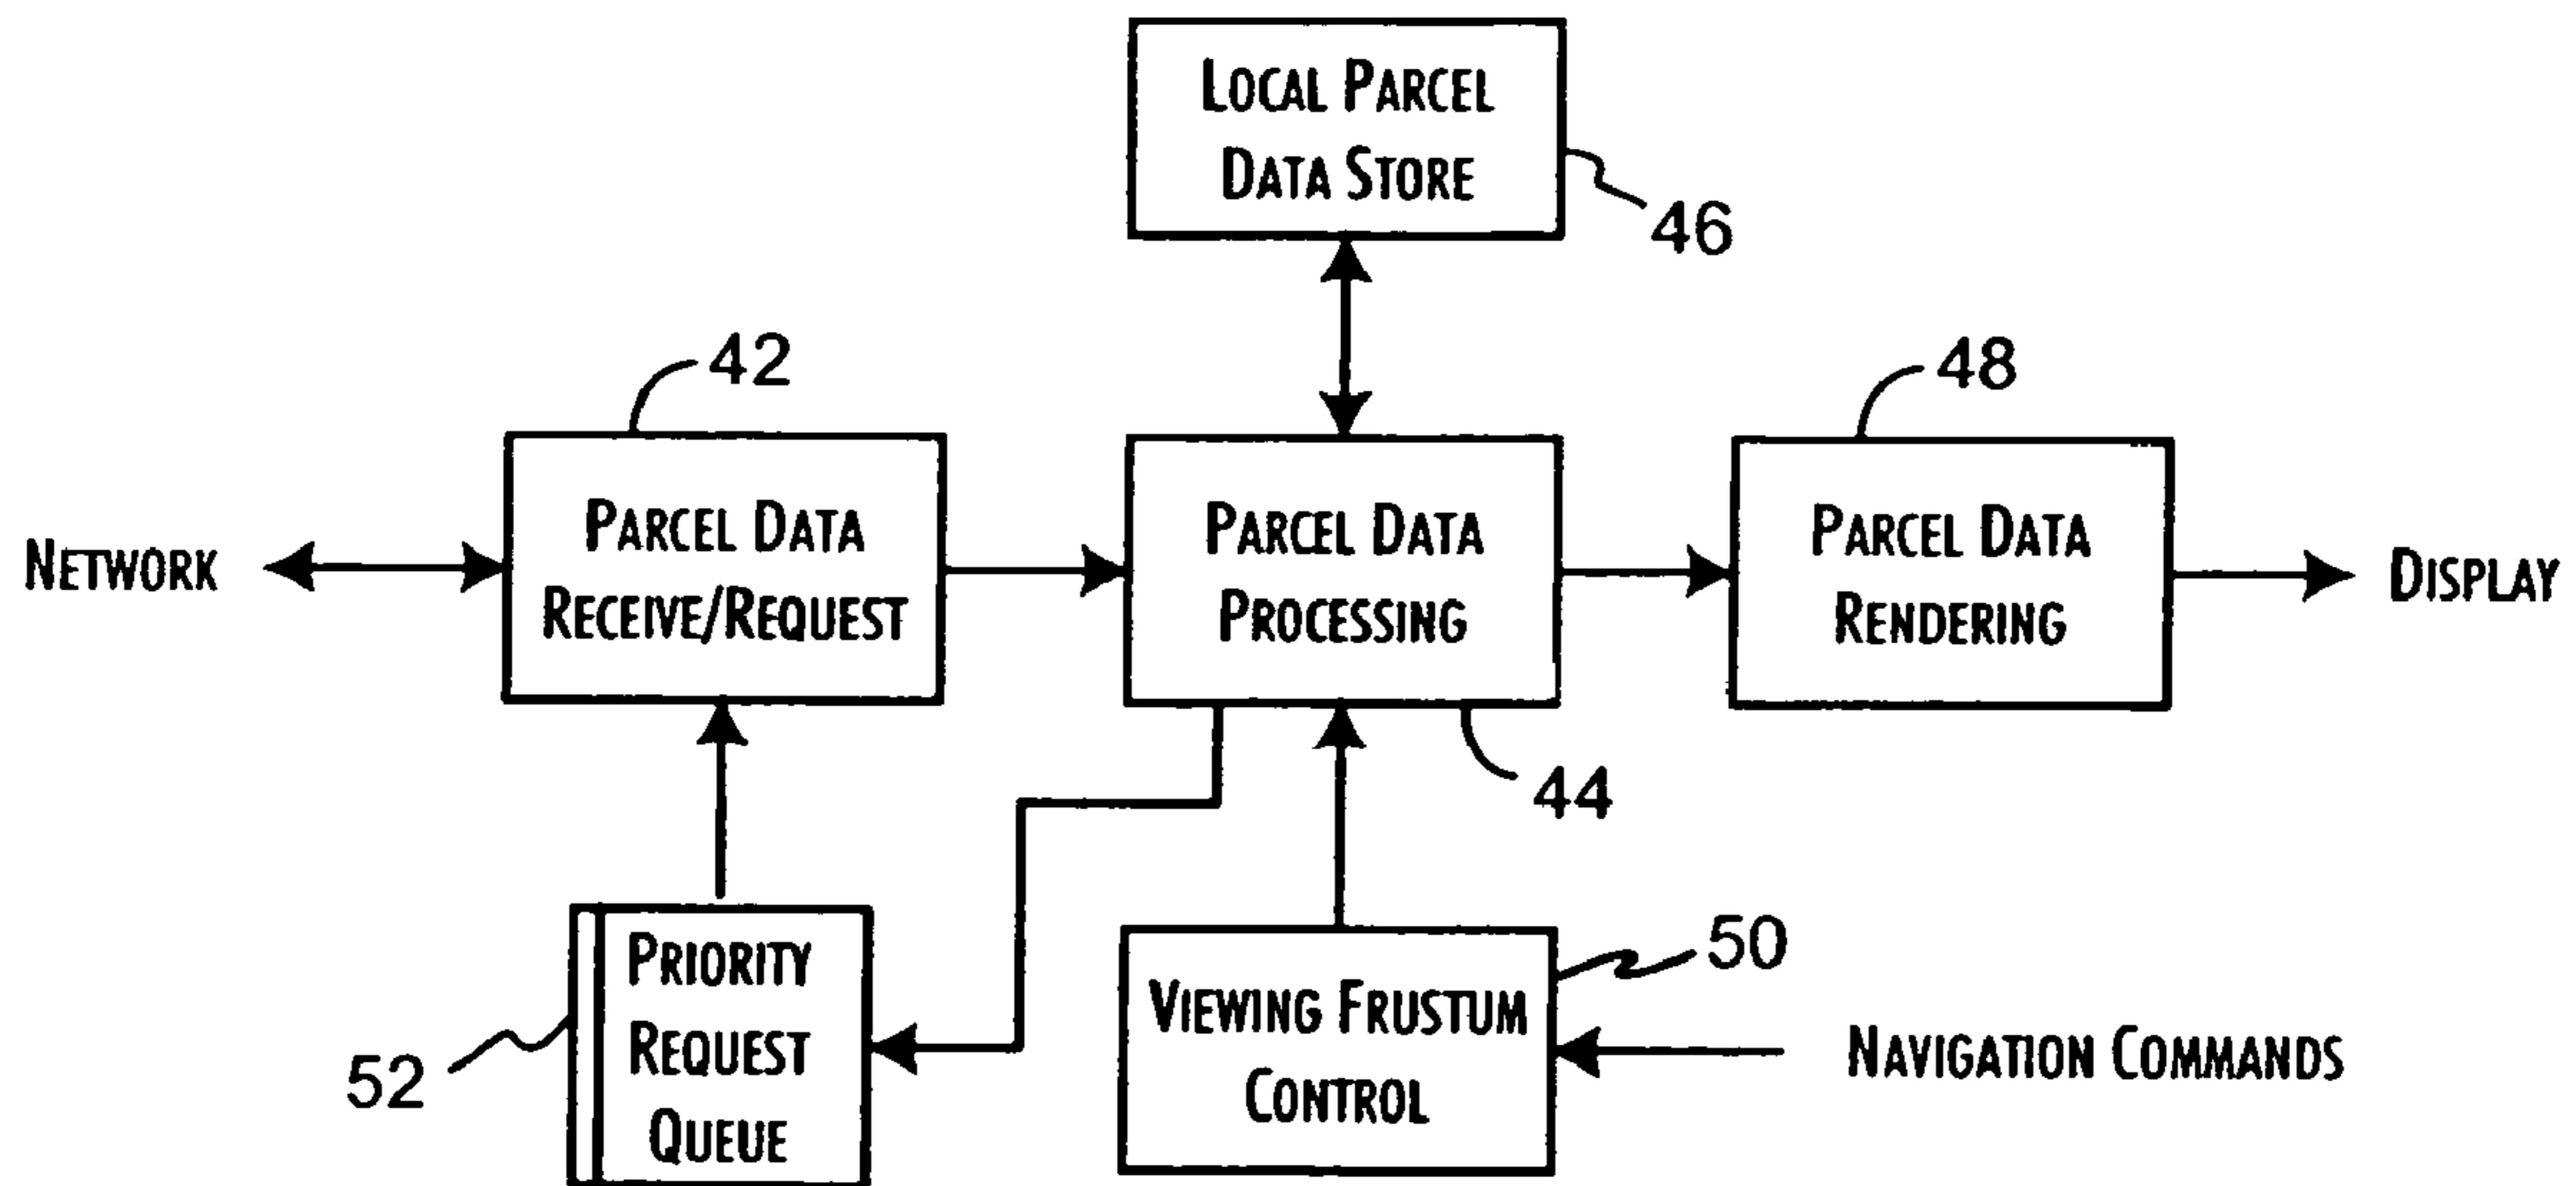 LOCAL PARCEL
DATA STORE
46
42
48
NETWORK
PARCEL DATA
RECEIVE/REQUEST
PARCEL DATA
PROCESSING
PARCEL DATA
RENDERING
DISPLAY
44
PRIORITY
REQUEST
QUEUE
52
VIEWING FRUSTUM
CONTROL
50
NAVIGATION COMMANDS